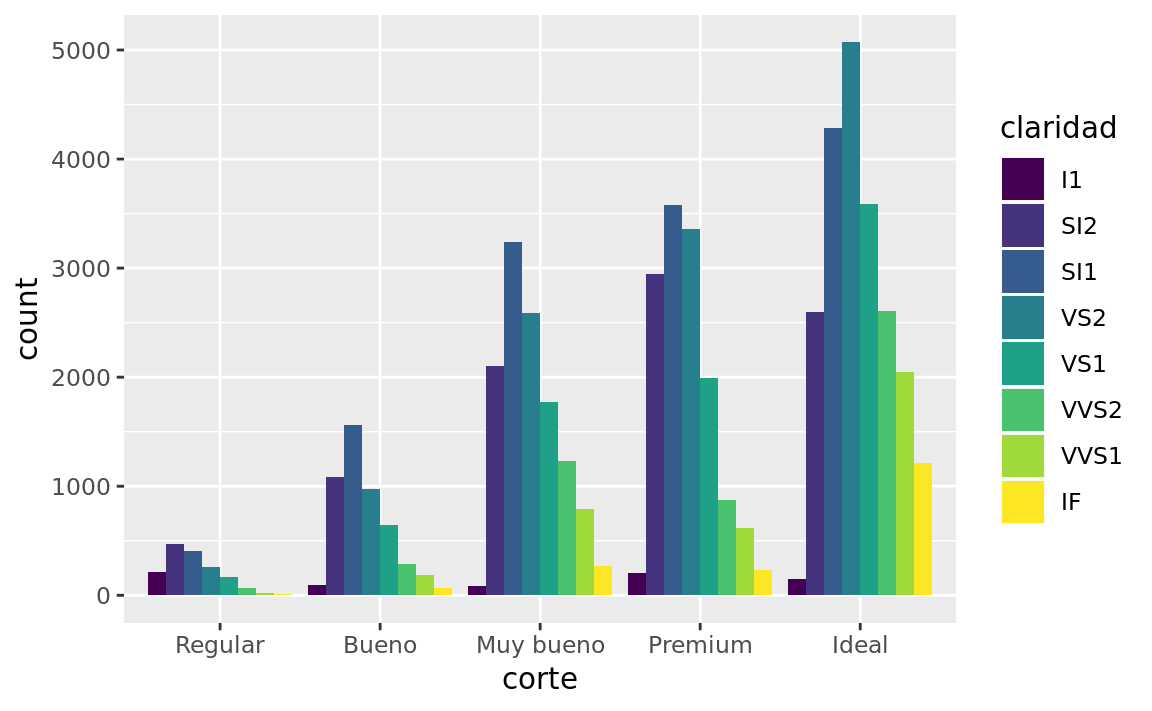 5000
4000
3000
2000
1000
0
count
Regular
Bueno
Muy bueno
Premium
Ideal
corte
claridad
I1
SI2
SI1
VS2
VS1
VVS2
VVS1
IF